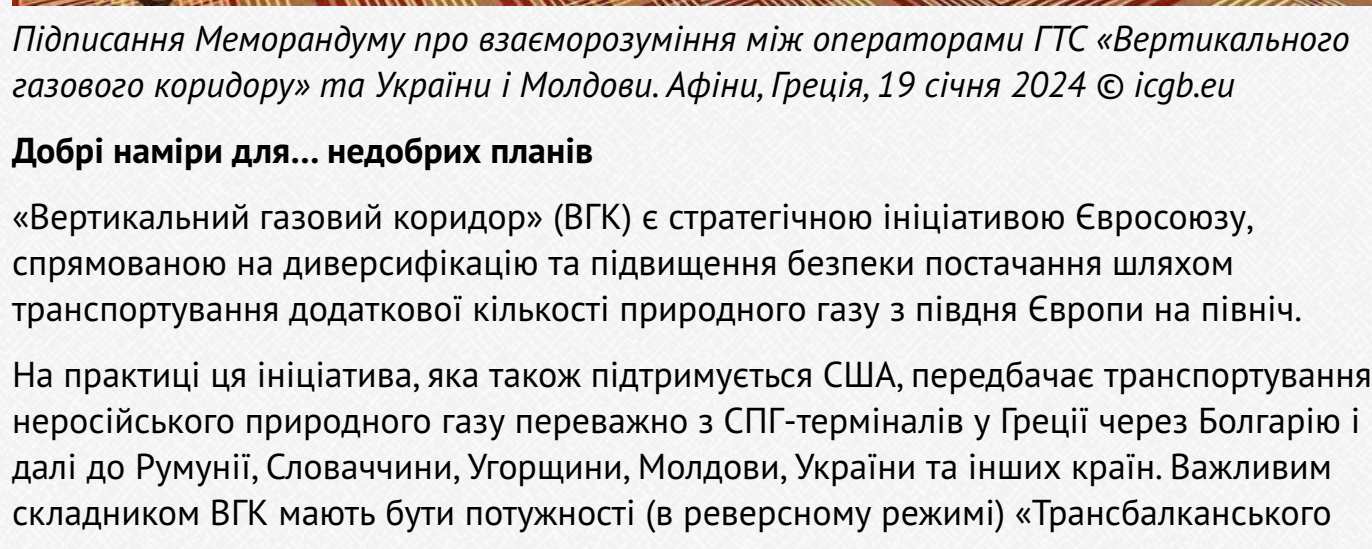 Підписання Меморандуму про взаєморозуміння між операторами ГТС «Вертикального
газового коридору» та України і Молдови. Афіни, Греція, 19 січня 2024 © icgb.eu
Добрі наміри для... недобрих планів
«Вертикальний газовий коридор» (ВГК) є стратегічною ініціативою Євросоюзу,
спрямованою на диверсифікацію та підвищення безпеки постачання шляхом
транспортування додаткової кількості природного газу з півдня Європи на північ.
На практиці ця ініціатива, яка також підтримується США, передбачає транспортування
неросійського природного газу переважно з СПГ-терміналів у Греції через Болгарію і
далі до Румунії, Словаччини, Угорщини, Молдови, України та інших країн. Важливим
складником ВГК мають бути потужності (в реверсному режимі) «Трансбалканського